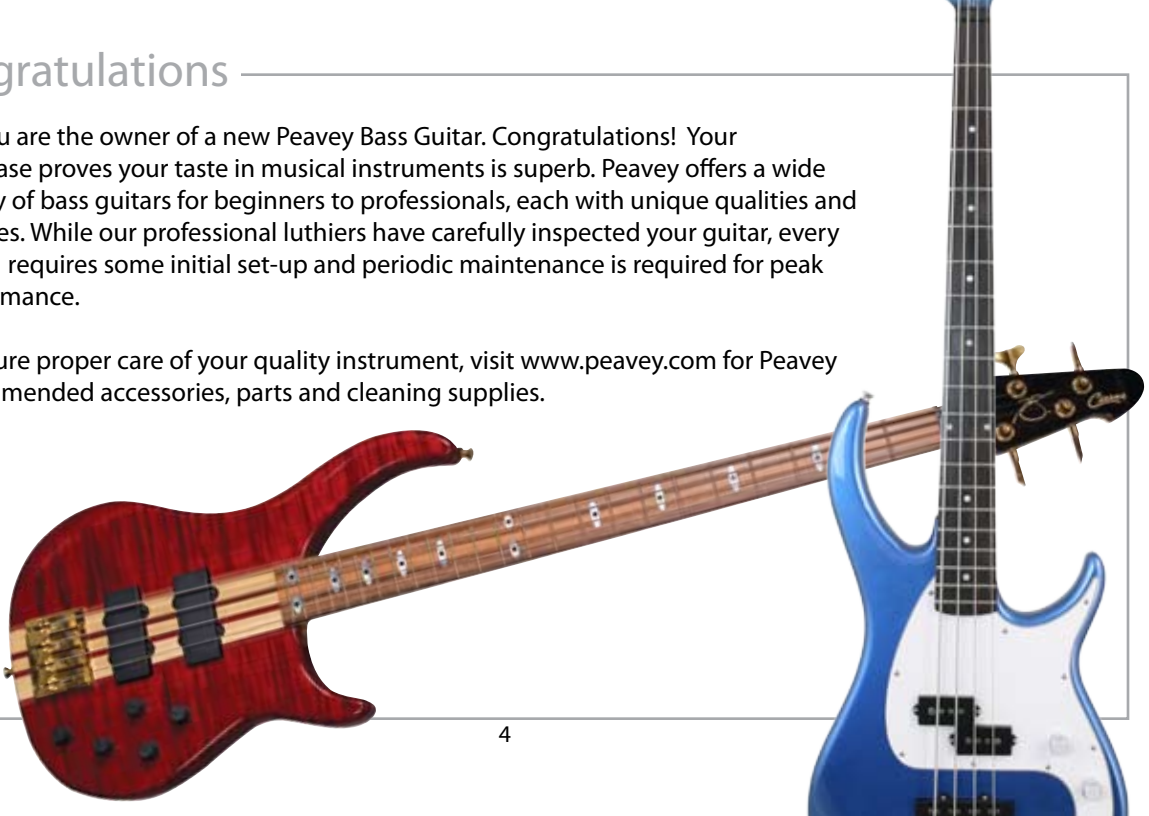 gratulations
u are the owner of a new Peavey Bass Guitar. Congratulations! Your
ase proves your taste in musical instruments is superb. Peavey offers a wide
y of bass guitars for beginners to professionals, each with unique qualities and
es. While our professional luthiers have carefully inspected your guitar, every
requires some initial set-up and periodic maintenance is required for peak
mance.
ure proper care of your quality instrument, visit www.peavey.com for Peavey
mended accessories, parts and cleaning supplies.
4